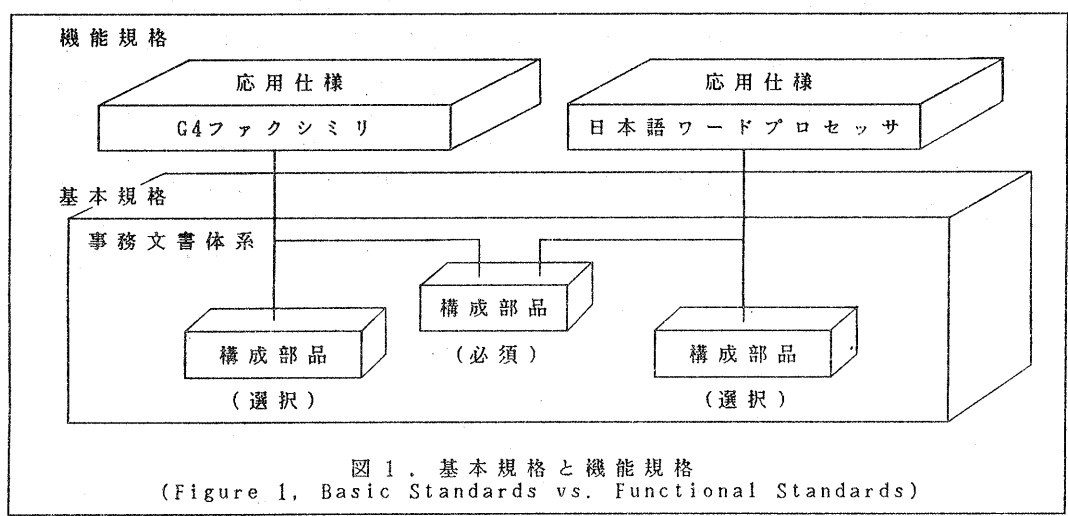 機能規格
応用仕様
G4ファクシミリ
応用仕様
日本語ワードプロセッサ
基本規格
事務文書体系
構成部品
(必須)
構成部品
(選択)
構成部品
(選択)
図1.基本規格と機能規格
(Figure 1, Basic Standards vs. Functional Standards)